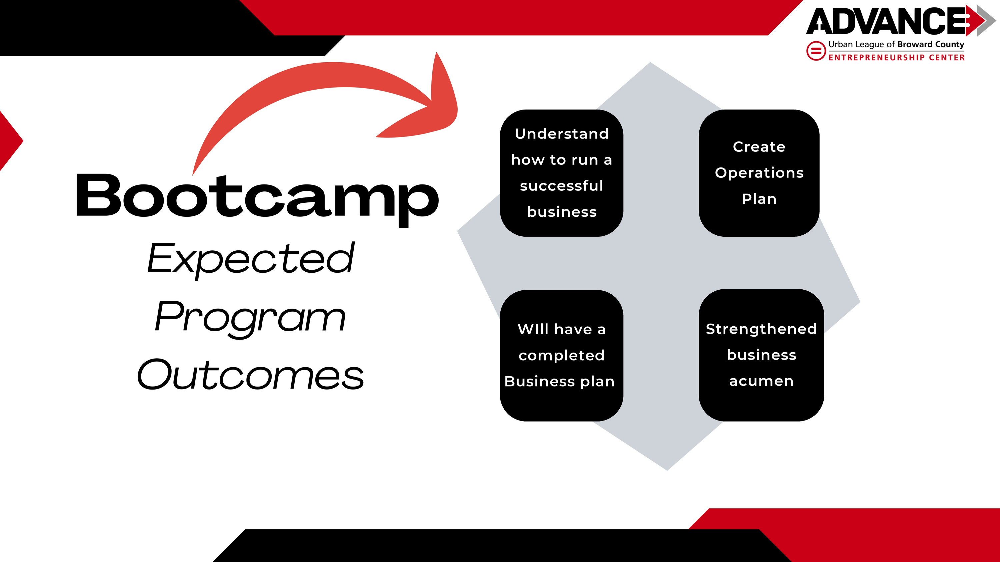 ADVANCE
Urban League of Broward County
ENTREPRENEURSHIP CENTER
Bootcamp
Expected
Program
Outcomes
Understand
how to run a
successful
business
Create
Operations
Plan
WIll have a
completed
Business plan
Strengthened
business
acumen